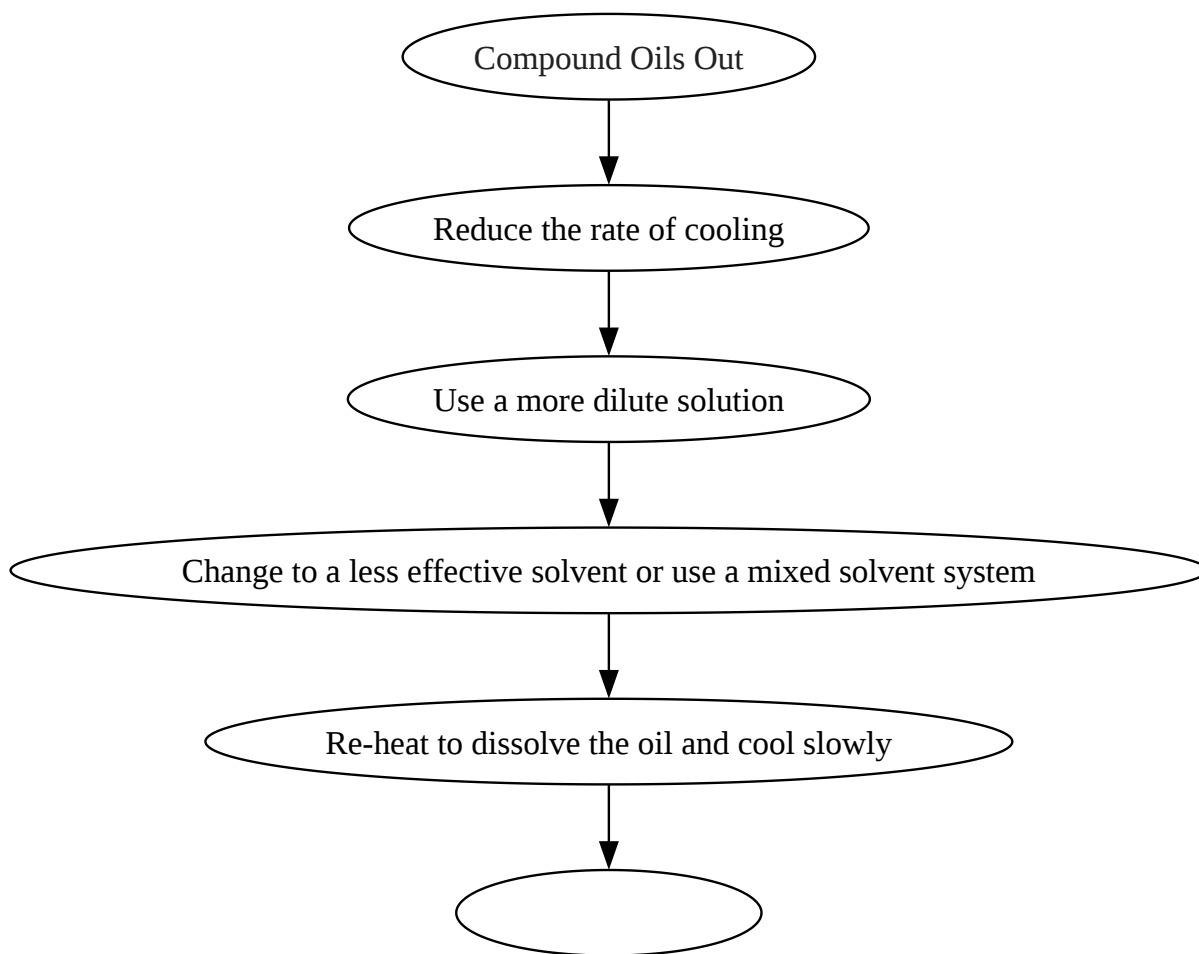 Compound Oils Out
Reduce the rate of cooling
Use a more dilute solution
Change to a less effective solvent or use a mixed solvent system
Re-heat to dissolve the oil and cool slowly